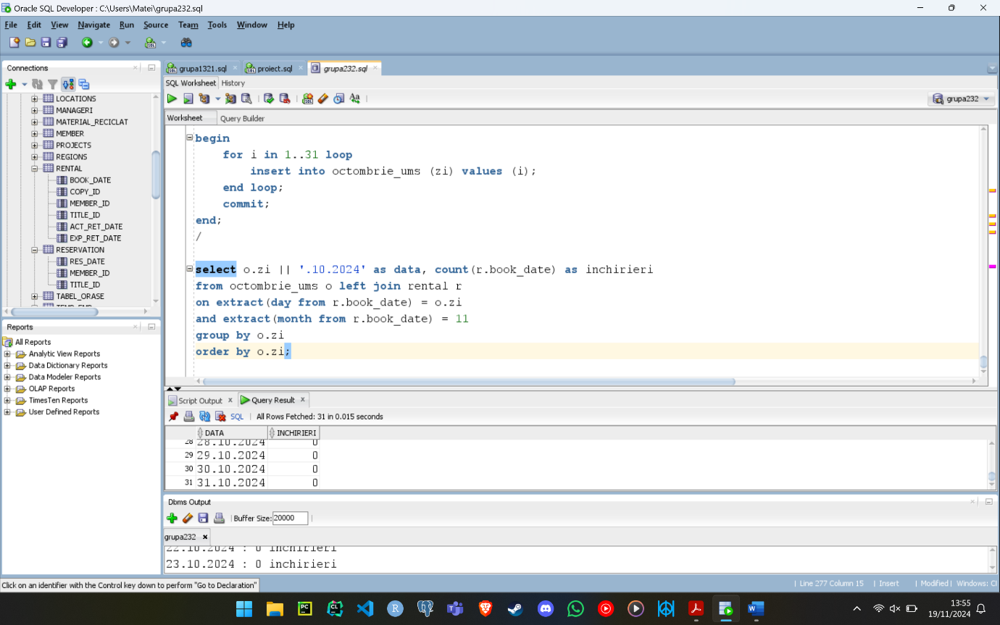 Oracle SQL Developer : C:\Users\Matei\grupa232.sql
File Edit View Navigate Run Source Team Tools Window Help
Connections
LOCATIONS
MANAGERI
MATERIAL_RECICLAT
MEMBER
PROJECTS
REGIONS
RENTAL
BOOK_DATE
COPY_ID
MEMBER_ID
TITLE_ID
ACT_RET_DATE
EXP_RET_DATE
RESERVATION
RES_DATE
MEMBER_ID
TITLE_ID
TABEL_ORASE
Reports
All Reports
Analytic View Reports
Data Dictionary Reports
Data Modeler Reports
OLAP Reports
TimesTen Reports
User Defined Reports
grupa1321.sql proiect.sql grupa232.sql
SQL Worksheet History
grupa232
Worksheet Query Builder
begin
for i in 1..31 loop
insert into octombrie_ums (zi) values (i);
end loop;
commit;
end;
/
select o.zi || '.10.2024' as data, count(r.book_date) as inchirieri
from octombrie_ums o left join rental r
on extract(day from r.book_date) = o.zi
and extract(month from r.book_date) = 11
group by o.zi
order by o.zi;
Script Output Query Result
SQL | All Rows Fetched: 31 in 0.015 seconds
DATA INCHIRIERI
28 28.10.2024 0
29 29.10.2024 0
30 30.10.2024 0
31 31.10.2024 0
Dbms Output
Buffer Size: 20000
grupa232
22.10.2024 : 0 inchirieri
23.10.2024 : 0 inchirieri
Click on an identifier with the Control key down to perform "Go to Declaration"
| Line 277 Column 15 | Insert | Modified | Windows: CI
13:55
19/11/2024